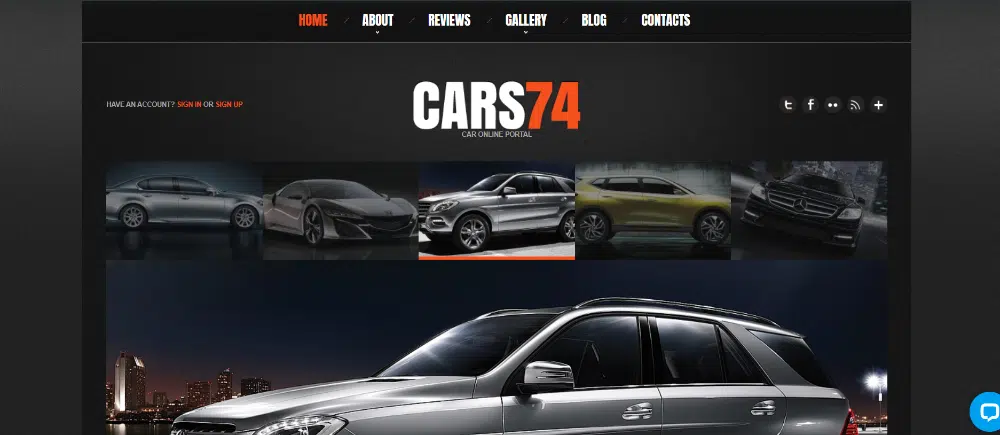 HOME ABOUT REVIEWS GALLERY BLOG CONTACTS
HAVE AN ACCOUNT? SIGN IN OR SIGN UP
CARS74
CAR ONLINE PORTAL